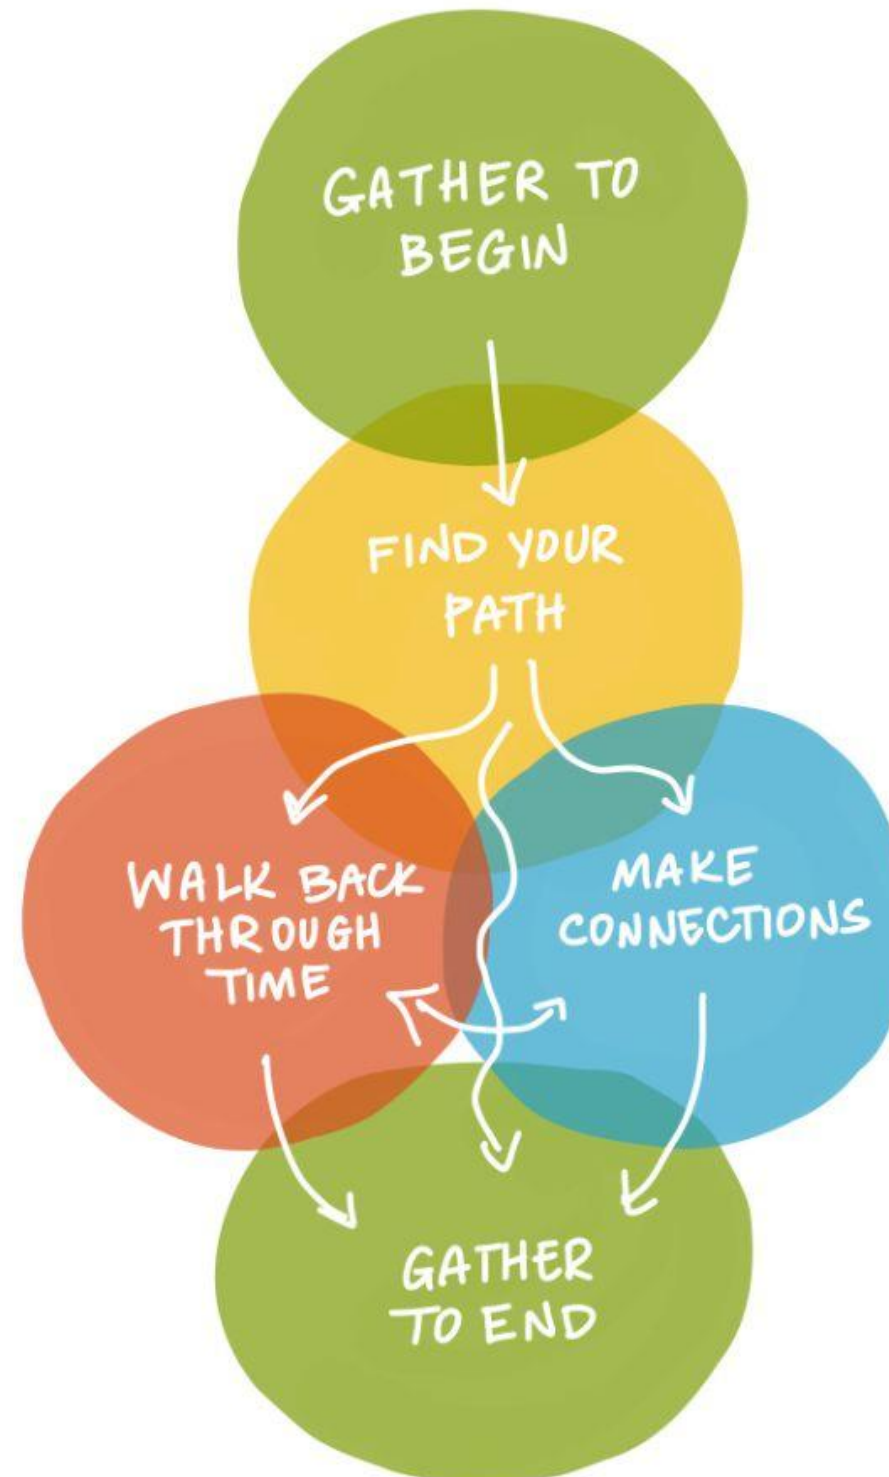 GATHER TO
BEGIN
FIND YOUR
PATH
WALK BACK
THROUGH
TIME
MAKE
CONNECTIONS
GATHER
TO END